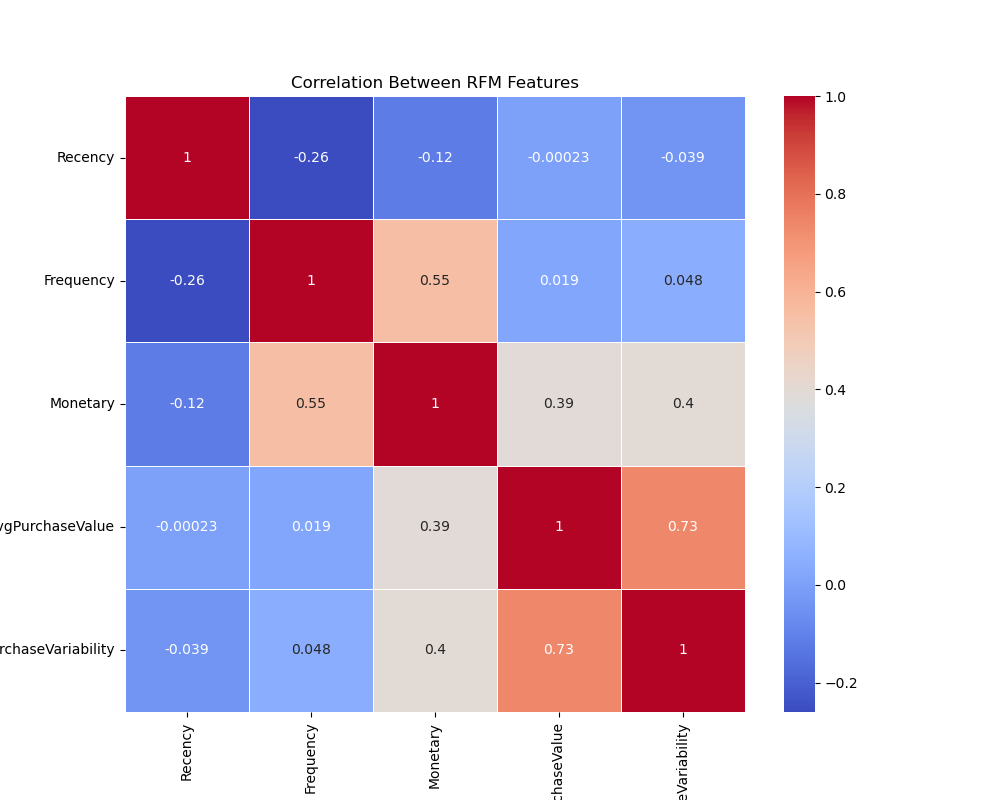 Correlation Between RFM Features
Recency 1 -0.26 -0.12 -0.00023 -0.039
Frequency -0.26 1 0.55 0.019 0.048
Monetary -0.12 0.55 1 0.39 0.4
vgPurchaseValue -0.00023 0.019 0.39 1 0.73
rchaseVariability -0.039 0.048 0.4 0.73 1
Recency
Frequency
Monetary
chaseValue
eVariability
1.0
0.8
0.6
0.4
0.2
0.0
−0.2